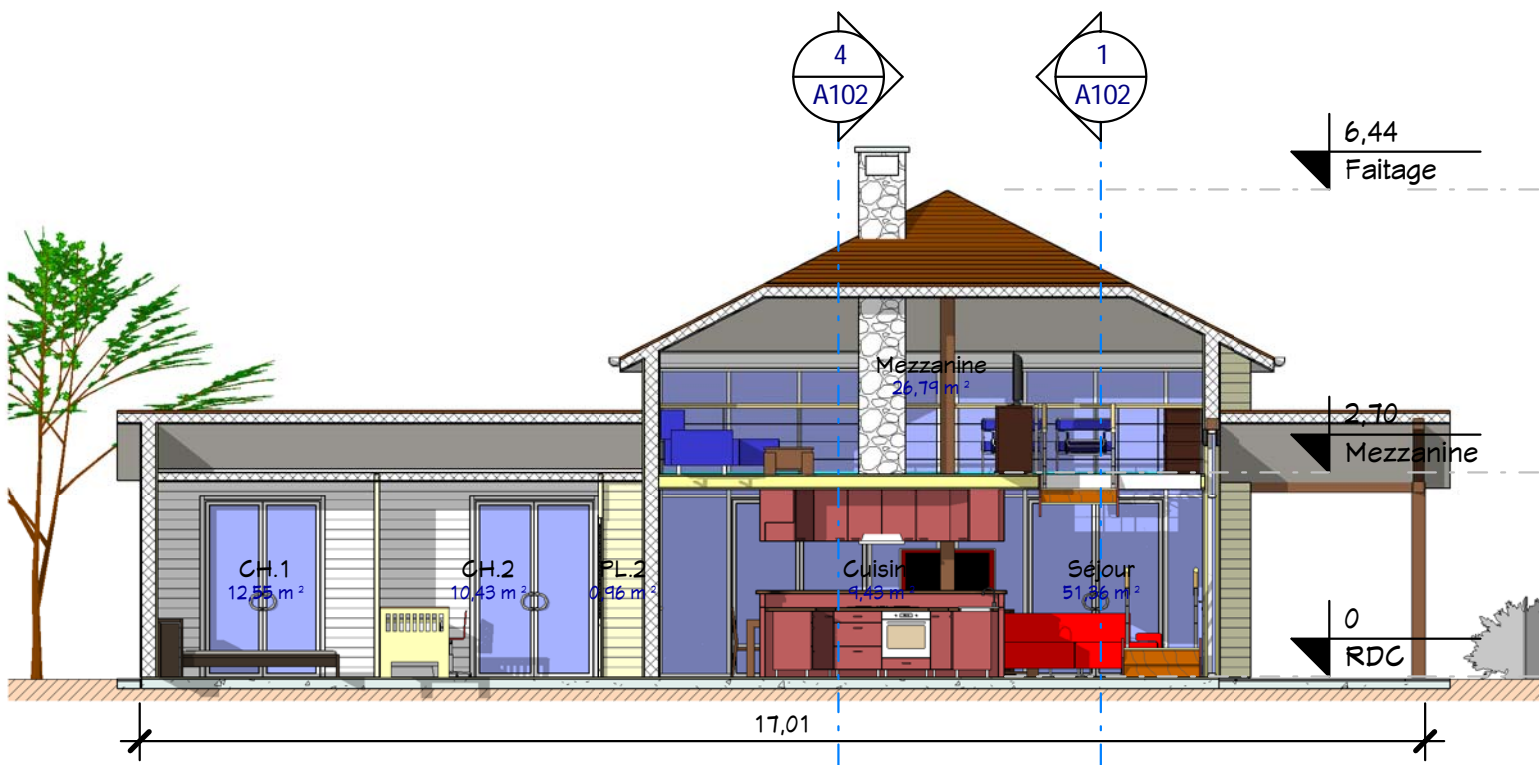 4
A102
1
A102
6,44
Faitage
Mezzanine
26,79 m²
2,70
Mezzanine
CH.1
12,55 m²
CH.2
10,43 m²
PL.2
0,96 m²
Cuisin
9,43 m²
Séjour
51,36 m²
0
RDC
17,01